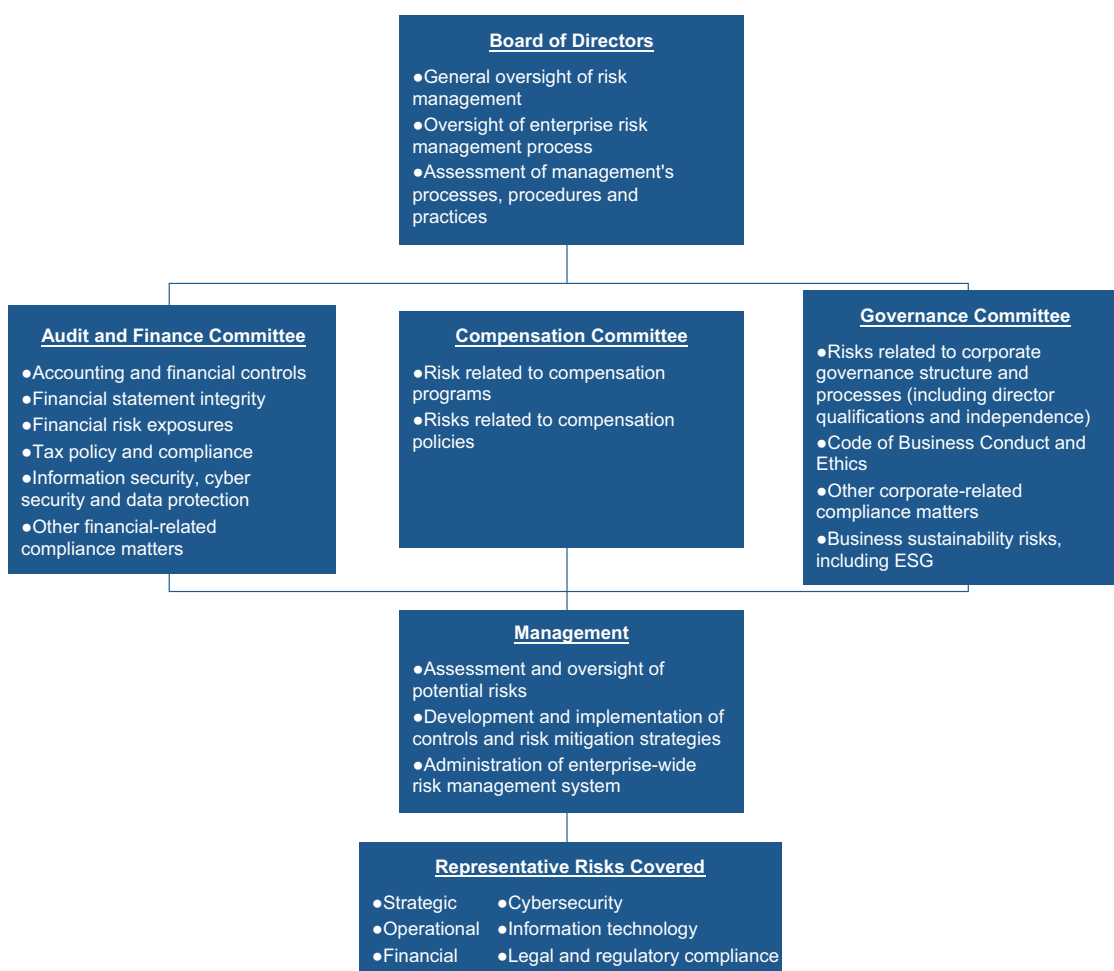 Board of Directors
●General oversight of risk
management
●Oversight of enterprise risk
management process
●Assessment of management's
processes, procedures and
practices
Audit and Finance Committee
●Accounting and financial controls
●Financial statement integrity
●Financial risk exposures
●Tax policy and compliance
●Information security, cyber
security and data protection
●Other financial-related
compliance matters
Compensation Committee
●Risk related to compensation
programs
●Risks related to compensation
policies
Governance Committee
●Risks related to corporate
governance structure and
processes (including director
qualifications and independence)
●Code of Business Conduct and
Ethics
●Other corporate-related
compliance matters
●Business sustainability risks,
including ESG
Management
●Assessment and oversight of
potential risks
●Development and implementation of
controls and risk mitigation strategies
●Administration of enterprise-wide
risk management system
Representative Risks Covered
●Strategic ●Cybersecurity
●Operational ●Information technology
●Financial ●Legal and regulatory compliance